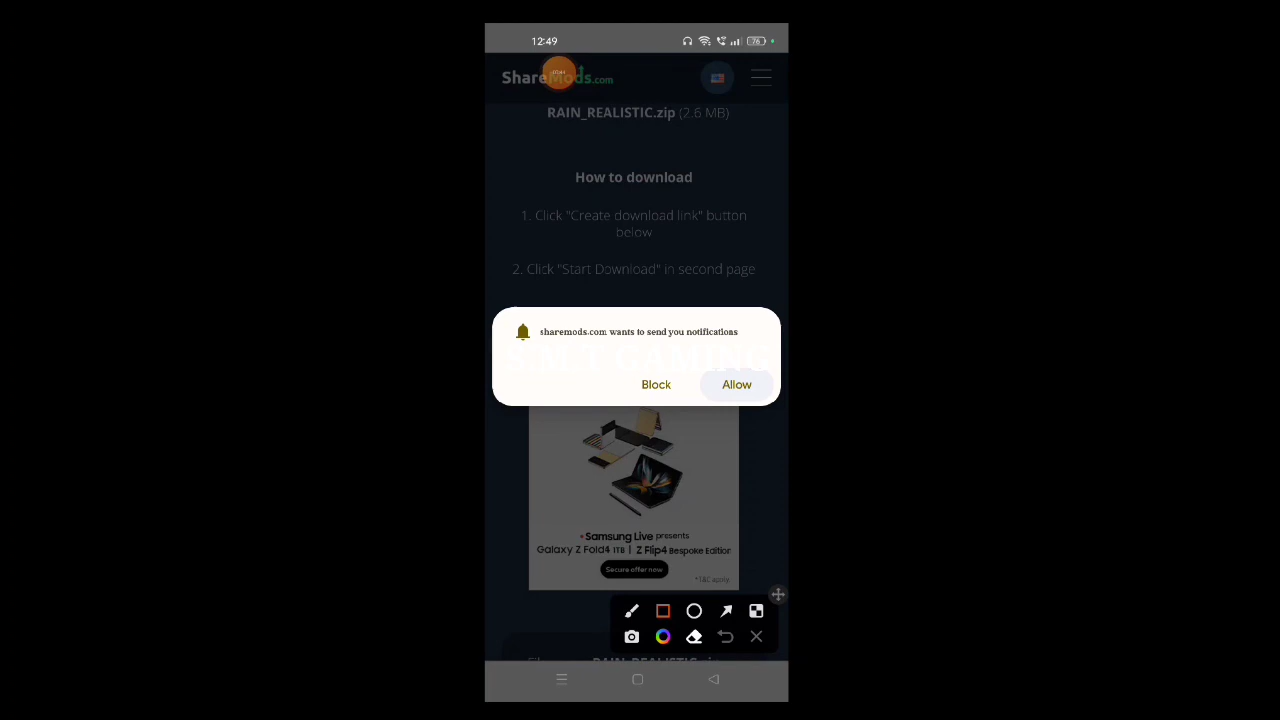 12:49
76
ShareMods.com
RAIN_REALISTIC.zip (2.6 MB)
How to download
1. Click "Create download link" button
below
2. Click "Start Download" in second page
sharemods.com wants to send you notifications
M T GAMING
Block
Allow
Samsung Live presents
Galaxy Z Fold4 1TB | Z Flip4 Bespoke Edition
Secure offer now
*T&C apply.